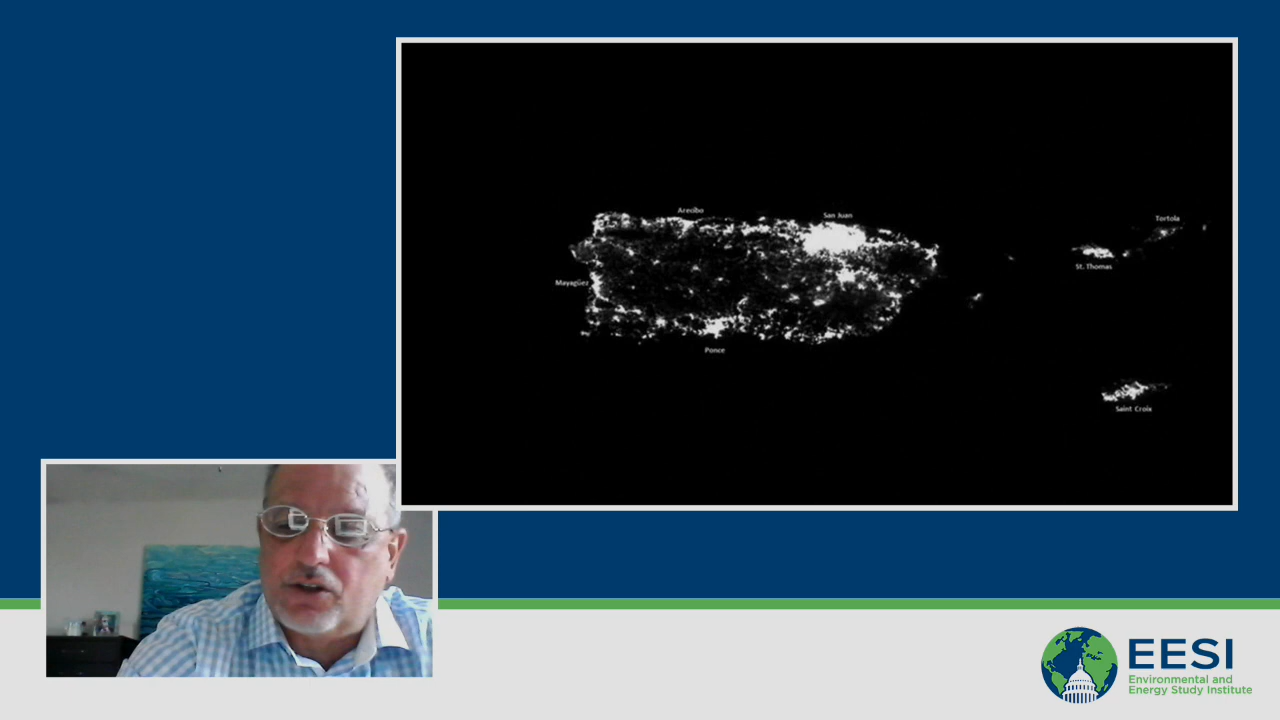 Arecibo
San Juan
Tortola
St. Thomas
Mayagüez
Ponce
Saint Croix
EESI
Environmental and
Energy Study Institute